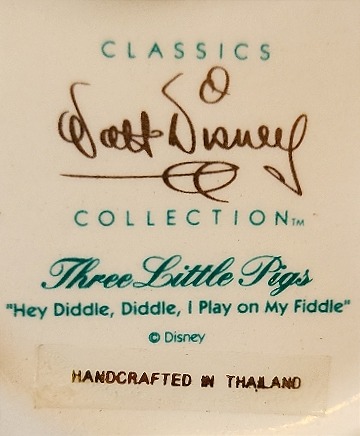 CLASSICS
Walt Disney
COLLECTION™
Three Little Pigs
"Hey Diddle, Diddle, I Play on My Fiddle"
© Disney
HANDCRAFTED IN THAILAND